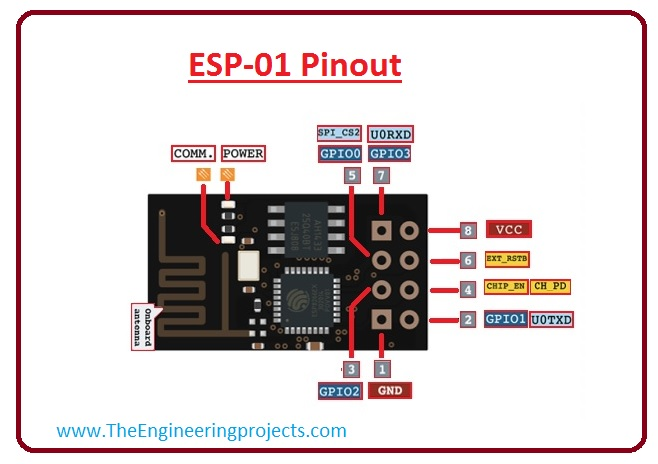 ESP-01 Pinout
SPI_CS2 U0RXD
COMM. POWER GPIO0 GPIO3
5 7
8 VCC
6 EXT_RSTB
4 CHIP_EN CH_PD
2 GPIO1 U0TXD
Onboard
antenna
3 1
GPIO2 GND
www.TheEngineeringprojects.com